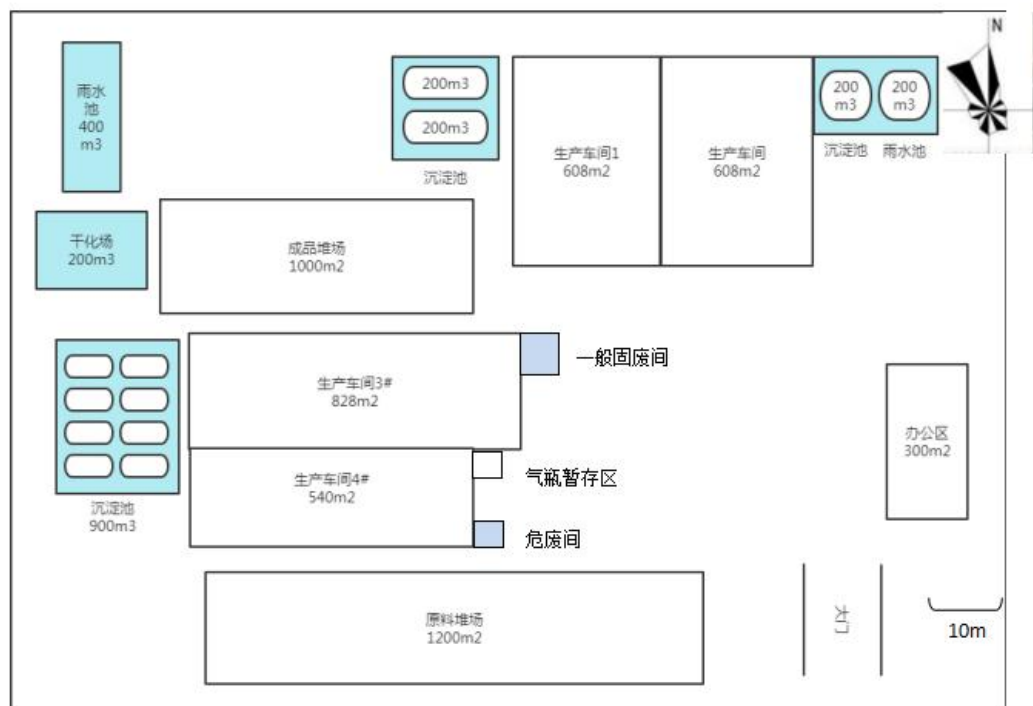 N
雨水
池
400
m3
200m3
200m3
沉淀池
生产车间1
608m2
生产车间
608m2
200
m3
200
m3
沉淀池
雨水池
干化场
200m3
成品堆场
1000m2
生产车间3#
828m2
一般固废间
沉淀池
900m3
生产车间4#
540m2
气瓶暂存区
危废间
办公区
300m2
原料堆场
1200m2
大门
10m